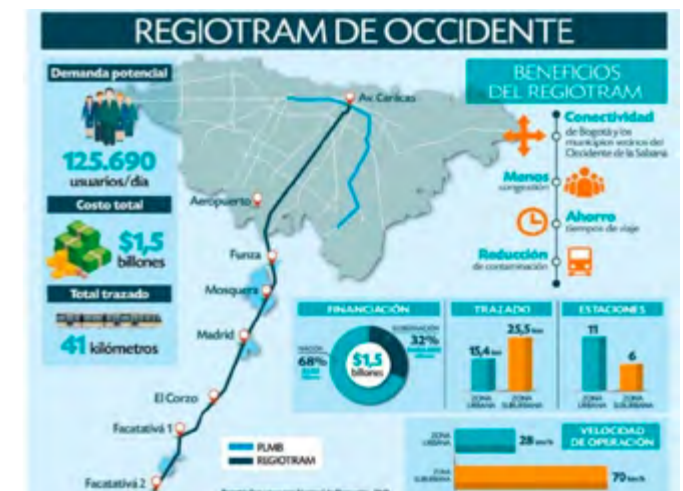 REGIOTRAM DE OCCIDENTE
Demanda potencial
125.690
usuarios/día
Costo total
$1,5
billones
Total trazado
41 kilómetros
Av. Carácas
Aeropuerto
Funza
Mosquera
Madrid
El Corzo
Facatativá 1
Facatativá 2
PLMB
REGIOTRAM
BENEFICIOS
DEL REGIOTRAM
Conectividad
de Bogotá y los
municipios vecinos del
Occidente de la Sabana
Menos
congestión
Ahorro
tiempos de viaje
Reducción
de contaminación
FINANCIACIÓN
NACIÓN
68%
$1,5
billones
GOBERNACIÓN
32%
TRAZADO
15,4 km
25,5 km
ZONA
URBANA
ZONA
SUBURBANA
ESTACIONES
11
6
ZONA
URBANA
ZONA
SUBURBANA
VELOCIDAD
DE OPERACIÓN
ZONA
URBANA
28 km/h
ZONA
SUBURBANA
70 km/h